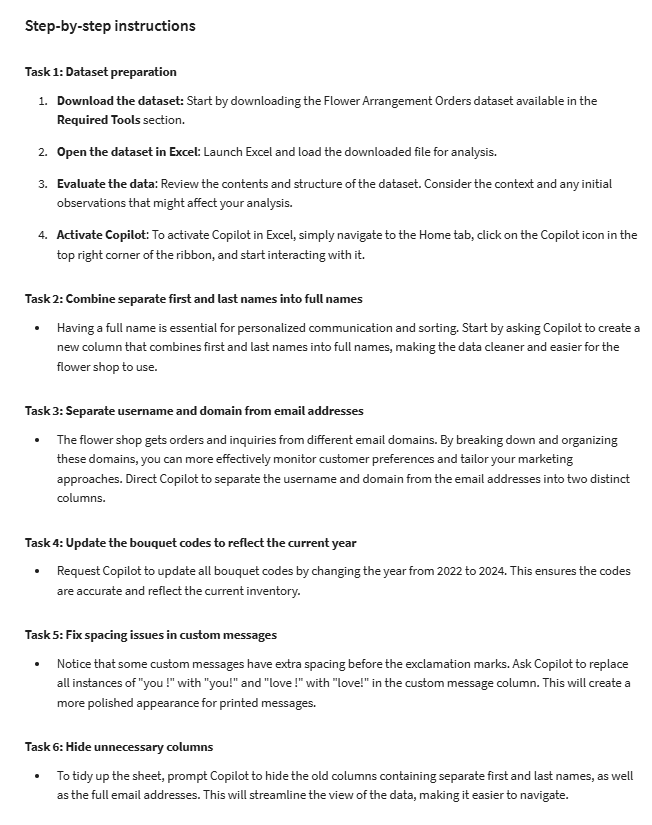 Step-by-step instructions
Task 1: Dataset preparation
1. Download the dataset: Start by downloading the Flower Arrangement Orders dataset available in the
Required Tools section.
2. Open the dataset in Excel: Launch Excel and load the downloaded file for analysis.
3. Evaluate the data: Review the contents and structure of the dataset. Consider the context and any initial
observations that might affect your analysis.
4. Activate Copilot: To activate Copilot in Excel, simply navigate to the Home tab, click on the Copilot icon in the
top right corner of the ribbon, and start interacting with it.
Task 2: Combine separate first and last names into full names
• Having a full name is essential for personalized communication and sorting. Start by asking Copilot to create a
new column that combines first and last names into full names, making the data cleaner and easier for the
flower shop to use.
Task 3: Separate username and domain from email addresses
• The flower shop gets orders and inquiries from different email domains. By breaking down and organizing
these domains, you can more effectively monitor customer preferences and tailor your marketing
approaches. Direct Copilot to separate the username and domain from the email addresses into two distinct
columns.
Task 4: Update the bouquet codes to reflect the current year
• Request Copilot to update all bouquet codes by changing the year from 2022 to 2024. This ensures the codes
are accurate and reflect the current inventory.
Task 5: Fix spacing issues in custom messages
• Notice that some custom messages have extra spacing before the exclamation marks. Ask Copilot to replace
all instances of "you !" with "you!" and "love !" with "love!" in the custom message column. This will create a
more polished appearance for printed messages.
Task 6: Hide unnecessary columns
• To tidy up the sheet, prompt Copilot to hide the old columns containing separate first and last names, as well
as the full email addresses. This will streamline the view of the data, making it easier to navigate.